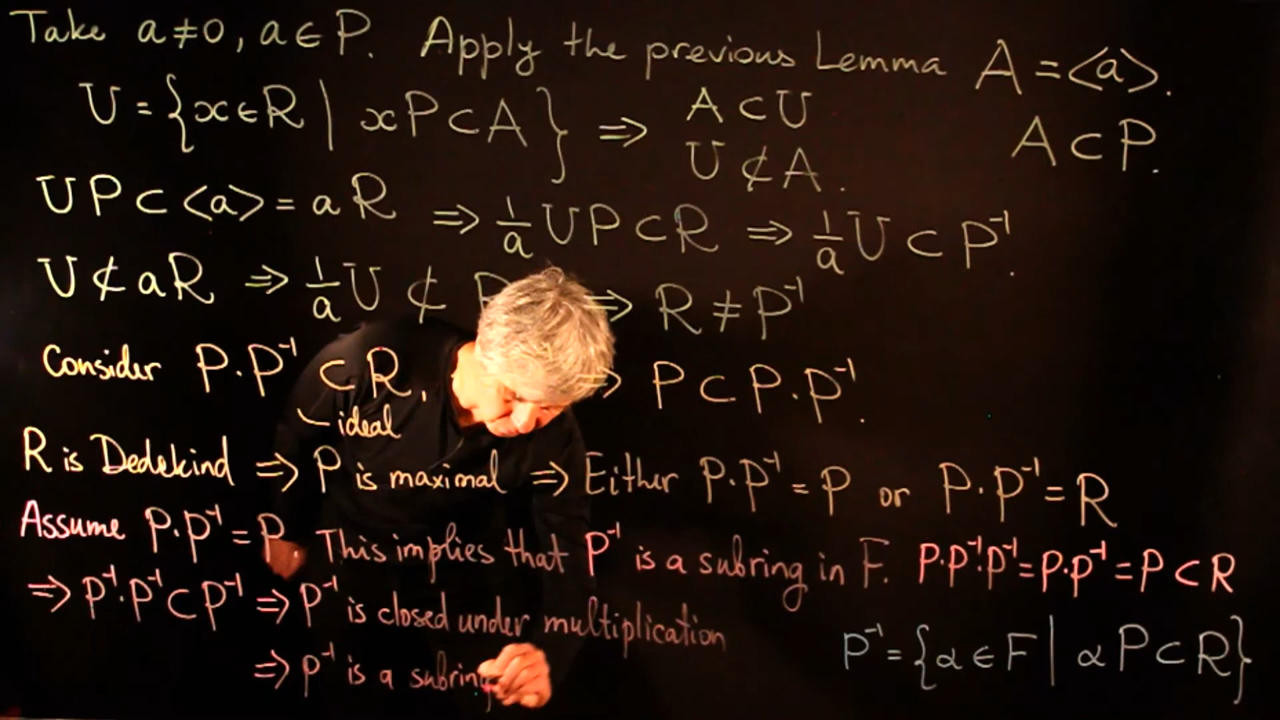 Take a≠0, a∈P. Apply the previous Lemma A = <a>.
U = {x∈R | xP⊂A} ⇒ A⊂U
U⊄A.
A⊂P.
UP⊂<a> = aR ⇒ 1/a UP⊂R ⇒ 1/a U⊂P⁻¹.
U⊄aR ⇒ 1/a U⊄ ⇒ R≠P⁻¹
Consider P·P⁻¹ ⊂ R, ⇒ P⊂P·P⁻¹.
ideal
R is Dedekind ⇒ P is maximal ⇒ Either P·P⁻¹ = P or P·P⁻¹ = R
Assume P·P⁻¹ = P. This implies that P⁻¹ is a subring in F. P·P⁻¹·P⁻¹ = P·P⁻¹ = P⊂R
⇒ P⁻¹·P⁻¹⊂P⁻¹ ⇒ P⁻¹ is closed under multiplication
P⁻¹ = {α∈F | αP⊂R}
⇒ P⁻¹ is a subring